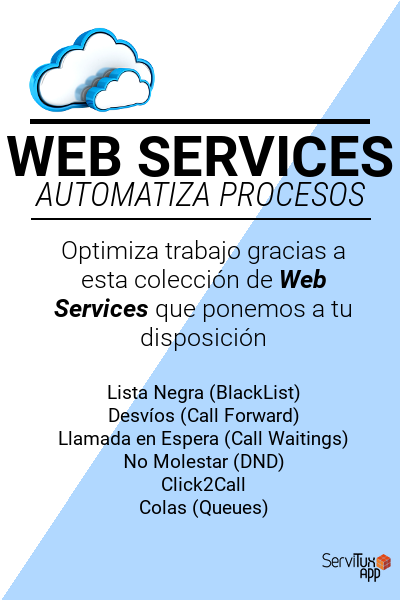 WEB SERVICES
AUTOMATIZA PROCESOS
Optimiza trabajo gracias a
esta colección de Web
Services que ponemos a tu
disposición
Lista Negra (BlackList)
Desvíos (Call Forward)
Llamada en Espera (Call Waitings)
No Molestar (DND)
Click2Call
Colas (Queues)
ServiTux
APP